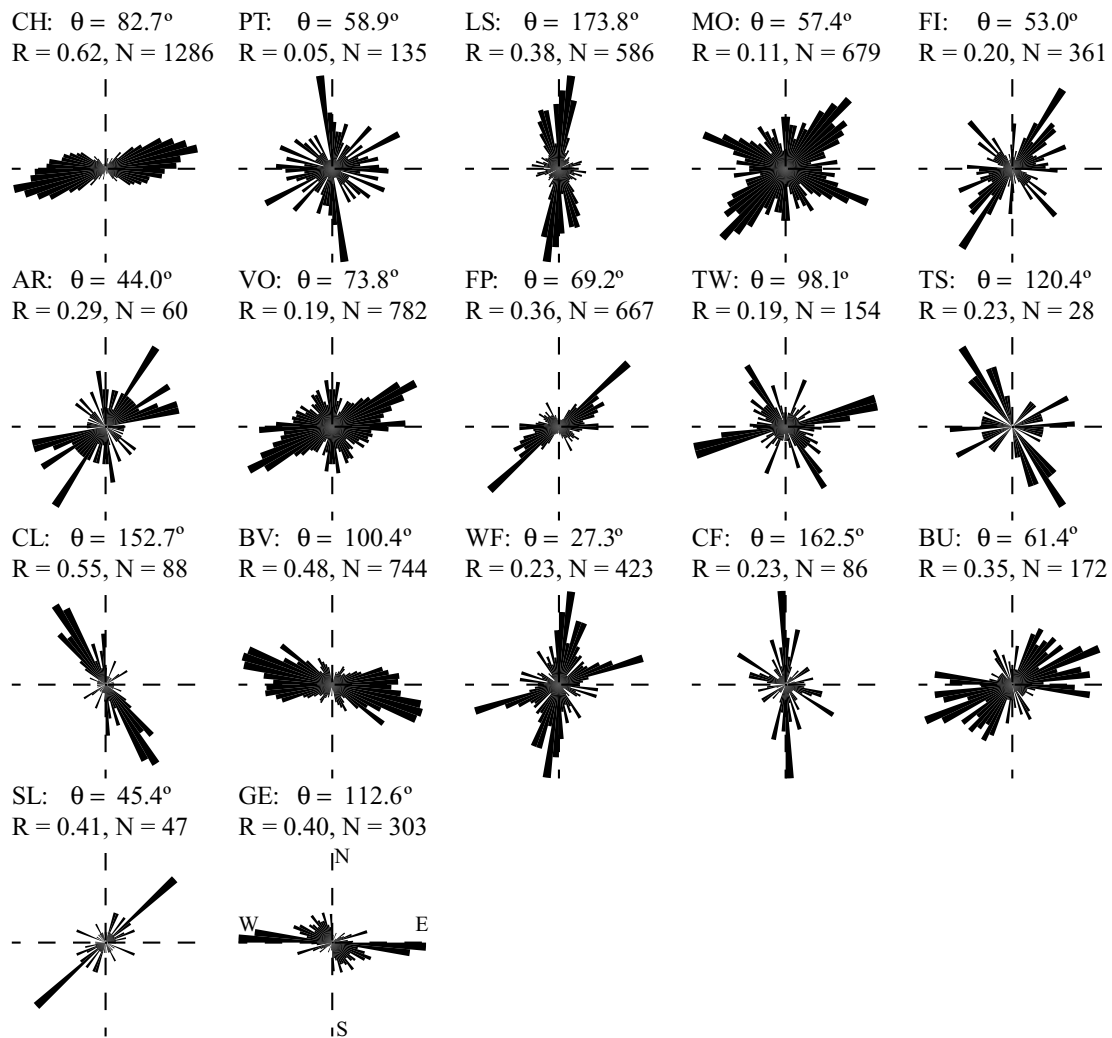 CH: θ = 82.7º
R = 0.62, N = 1286
PT: θ = 58.9º
R = 0.05, N = 135
LS: θ = 173.8º
R = 0.38, N = 586
MO: θ = 57.4º
R = 0.11, N = 679
FI: θ = 53.0º
R = 0.20, N = 361
AR: θ = 44.0º
R = 0.29, N = 60
VO: θ = 73.8º
R = 0.19, N = 782
FP: θ = 69.2º
R = 0.36, N = 667
TW: θ = 98.1º
R = 0.19, N = 154
TS: θ = 120.4º
R = 0.23, N = 28
CL: θ = 152.7º
R = 0.55, N = 88
BV: θ = 100.4º
R = 0.48, N = 744
WF: θ = 27.3º
R = 0.23, N = 423
CF: θ = 162.5º
R = 0.23, N = 86
BU: θ = 61.4º
R = 0.35, N = 172
SL: θ = 45.4º
R = 0.41, N = 47
GE: θ = 112.6º
R = 0.40, N = 303
N
W
E
S